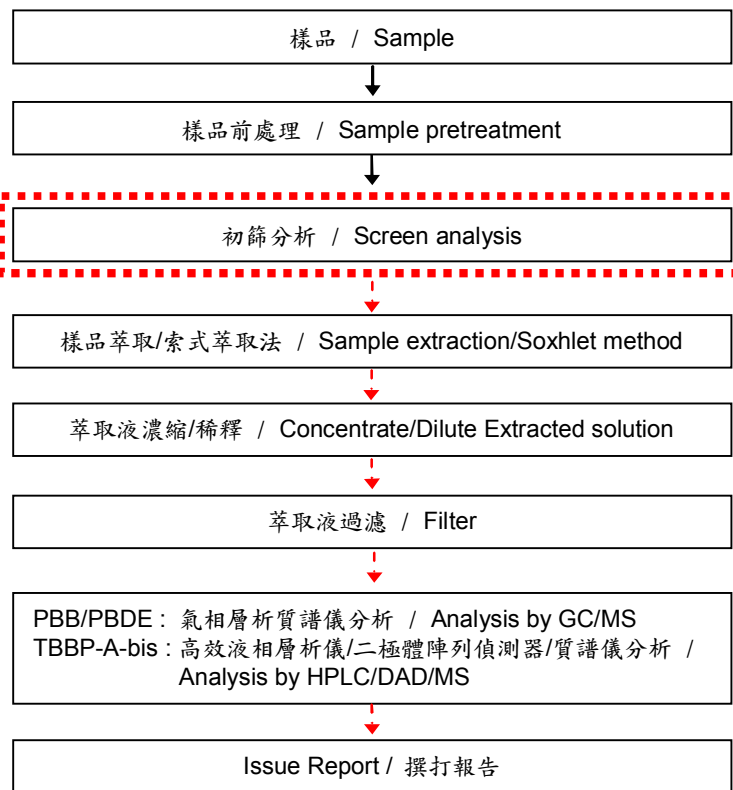 樣品 / Sample
樣品前處理 / Sample pretreatment
初篩分析 / Screen analysis
樣品萃取/索式萃取法 / Sample extraction/Soxhlet method
萃取液濃縮/稀釋 / Concentrate/Dilute Extracted solution
萃取液過濾 / Filter
PBB/PBDE : 氣相層析質譜儀分析 / Analysis by GC/MS
TBBP-A-bis : 高效液相層析儀/二極體陣列偵測器/質譜儀分析 /
Analysis by HPLC/DAD/MS
Issue Report / 撰打報告